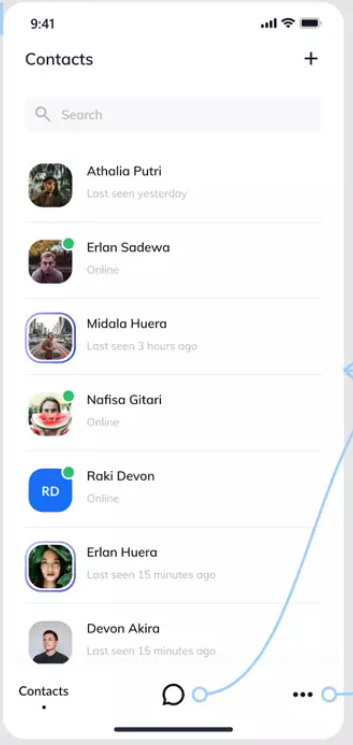 9:41
Contacts
Search
Athalia Putri
Last seen yesterday
Erlan Sadewa
Online
Midala Huera
Last seen 3 hours ago
Nafisa Gitari
Online
RD
Raki Devon
Online
Erlan Huera
Last seen 15 minutes ago
Devon Akira
Last seen 15 minutes ago
Contacts